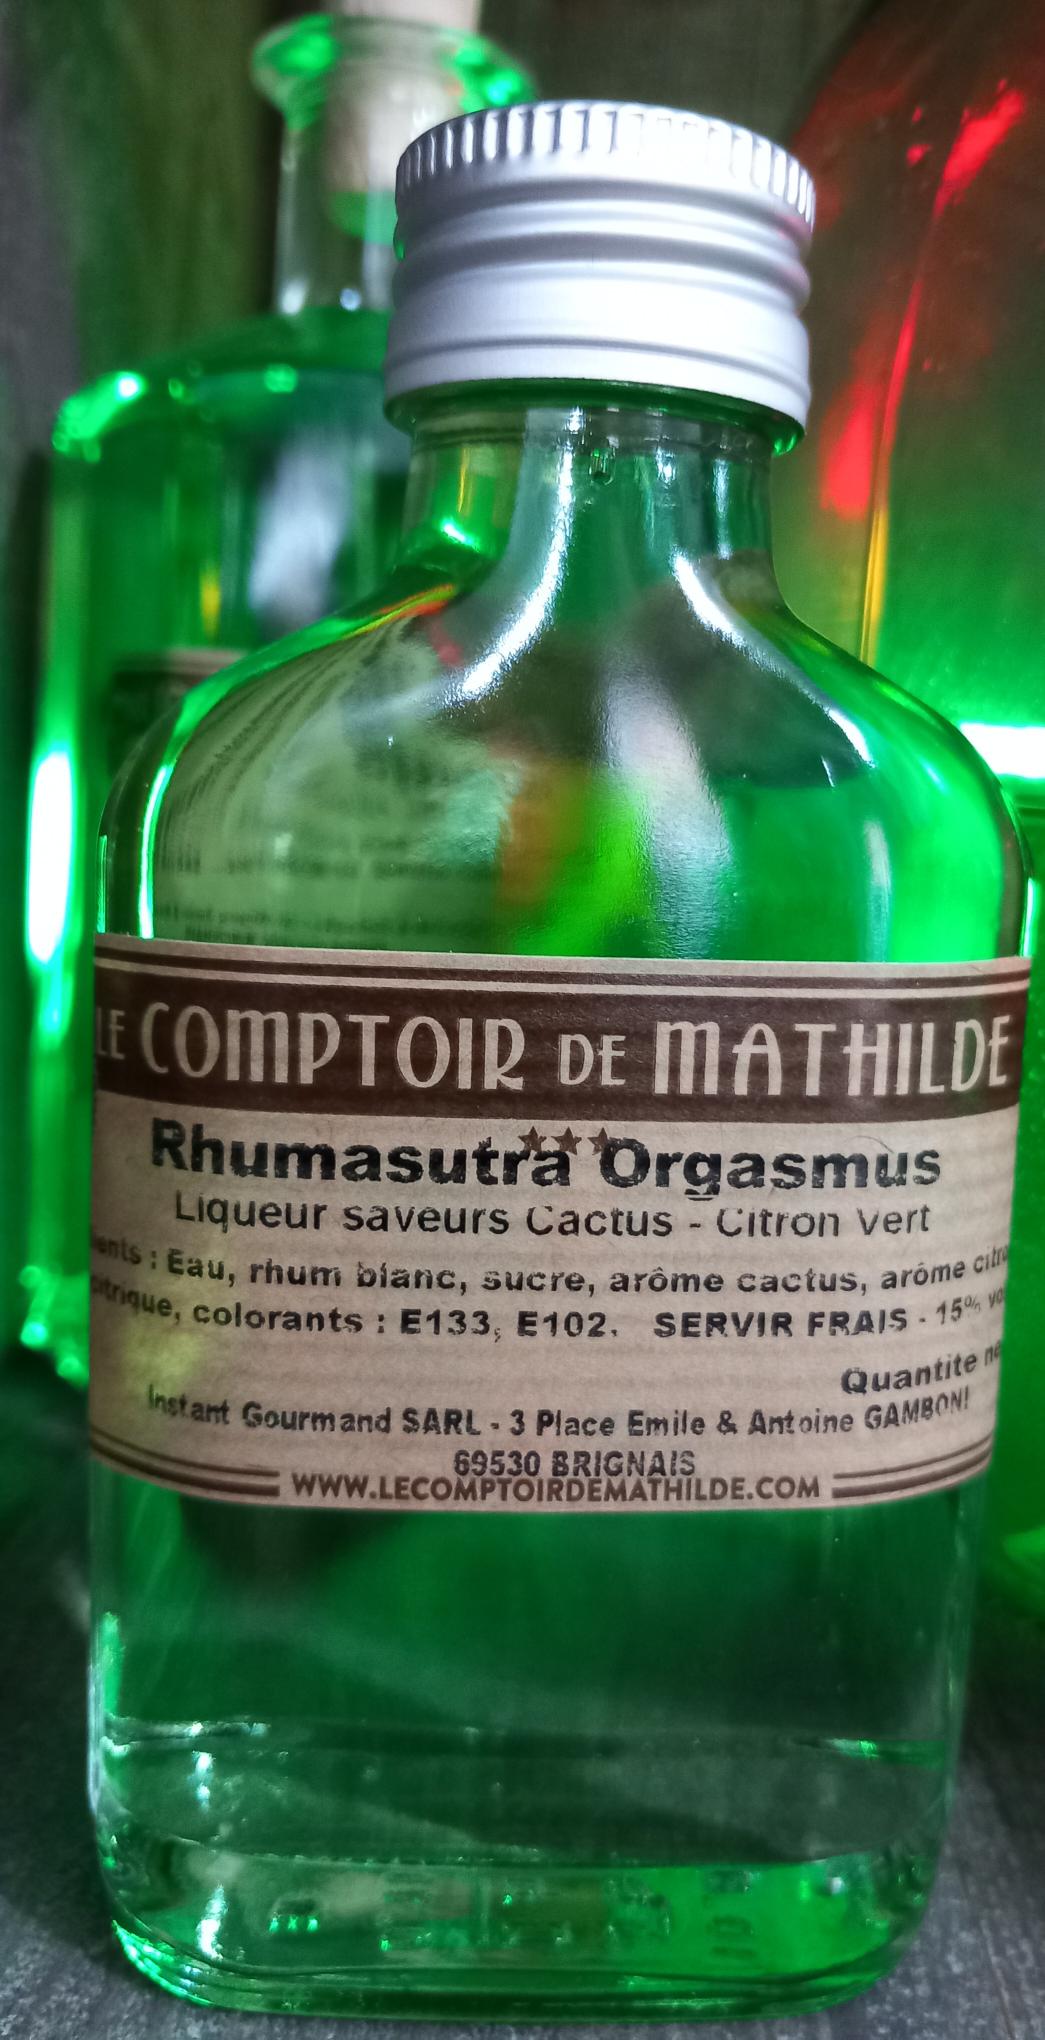 LE COMPTOIR DE MATHILDE
Rhumasutra Orgasmus
Liqueur saveurs Cactus - Citron Vert
: Eau, rhum blanc, sucre, arôme cactus, arôme
citrique, colorants : E133, E102. SERVIR FRAIS - 15%
Quantite
Instant Gourmand SARL - 3 Place Emile & Antoine GAMBONI
69530 BRIGNAIS
WWW.LECOMPTOIRDEMATHILDE.COM